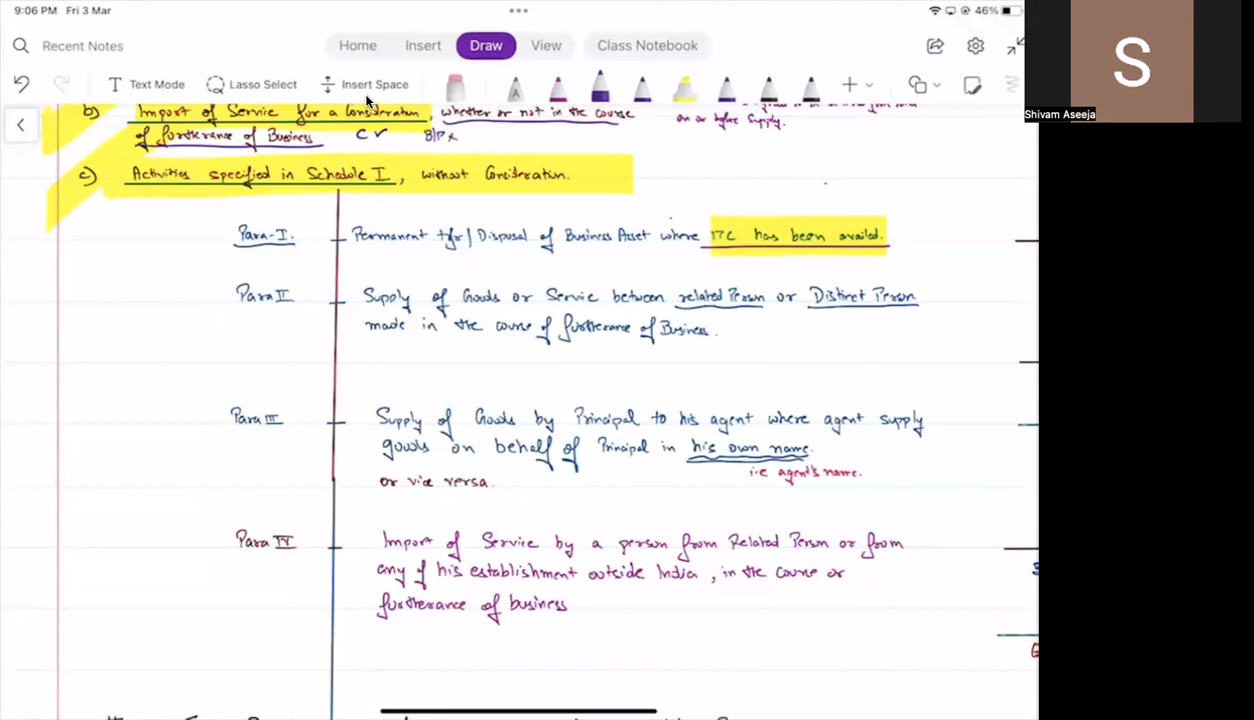 9:06 PM Fri 3 Mar
46%
Recent Notes
Home Insert Draw View Class Notebook
Text Mode Lasso Select Insert Space
A
S
Shivam Aseeja
b) Import of Service for a Consideration, whether or not in the course
on or before supply.
of furtherance of Business C ✓ B/P x
c) Activities specified in Schedule I, without Consideration.
Para-I. Permanent tfr/Disposal of Business Asset where ITC has been availed.
Para II Supply of Goods or Service between related Person or Distinct Person
made in the course of furtherance of Business.
Para III Supply of Goods by Principal to his agent where agent supply
goods on behalf of Principal in his own name.
i.e agent's name.
or vice versa.
Para IV Import of Service by a person from Related Person or from
any of his establishment outside India, in the course or
furtherance of business